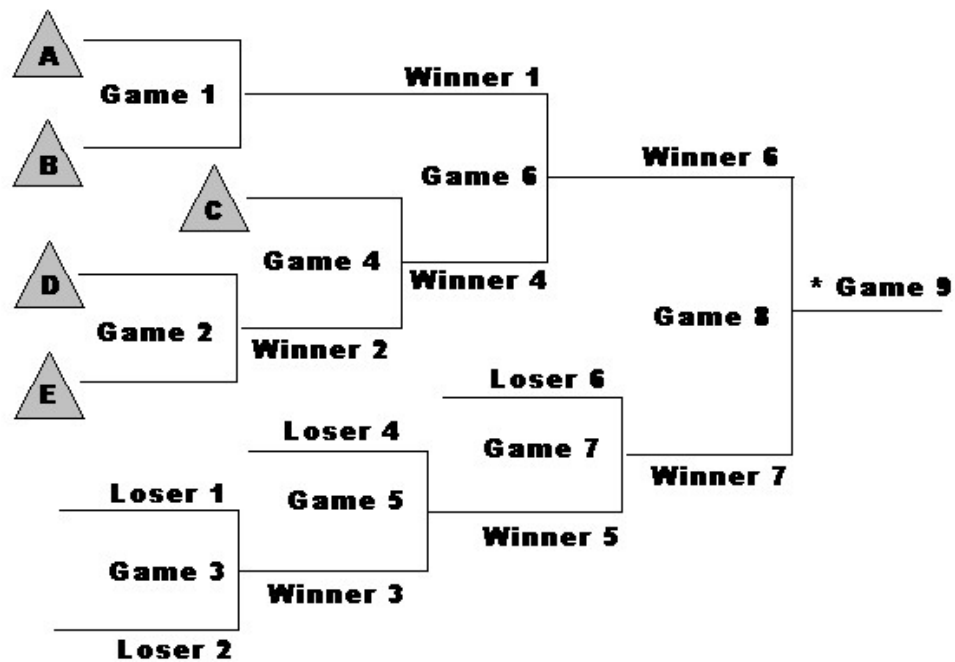 A
Game 1
Winner 1
B
Game 6
Winner 6
C
Game 4
Winner 4
D
Game 2
Winner 2
E
* Game 9
Game 8
Loser 6
Game 7
Winner 7
Loser 4
Game 5
Winner 5
Loser 1
Game 3
Winner 3
Loser 2